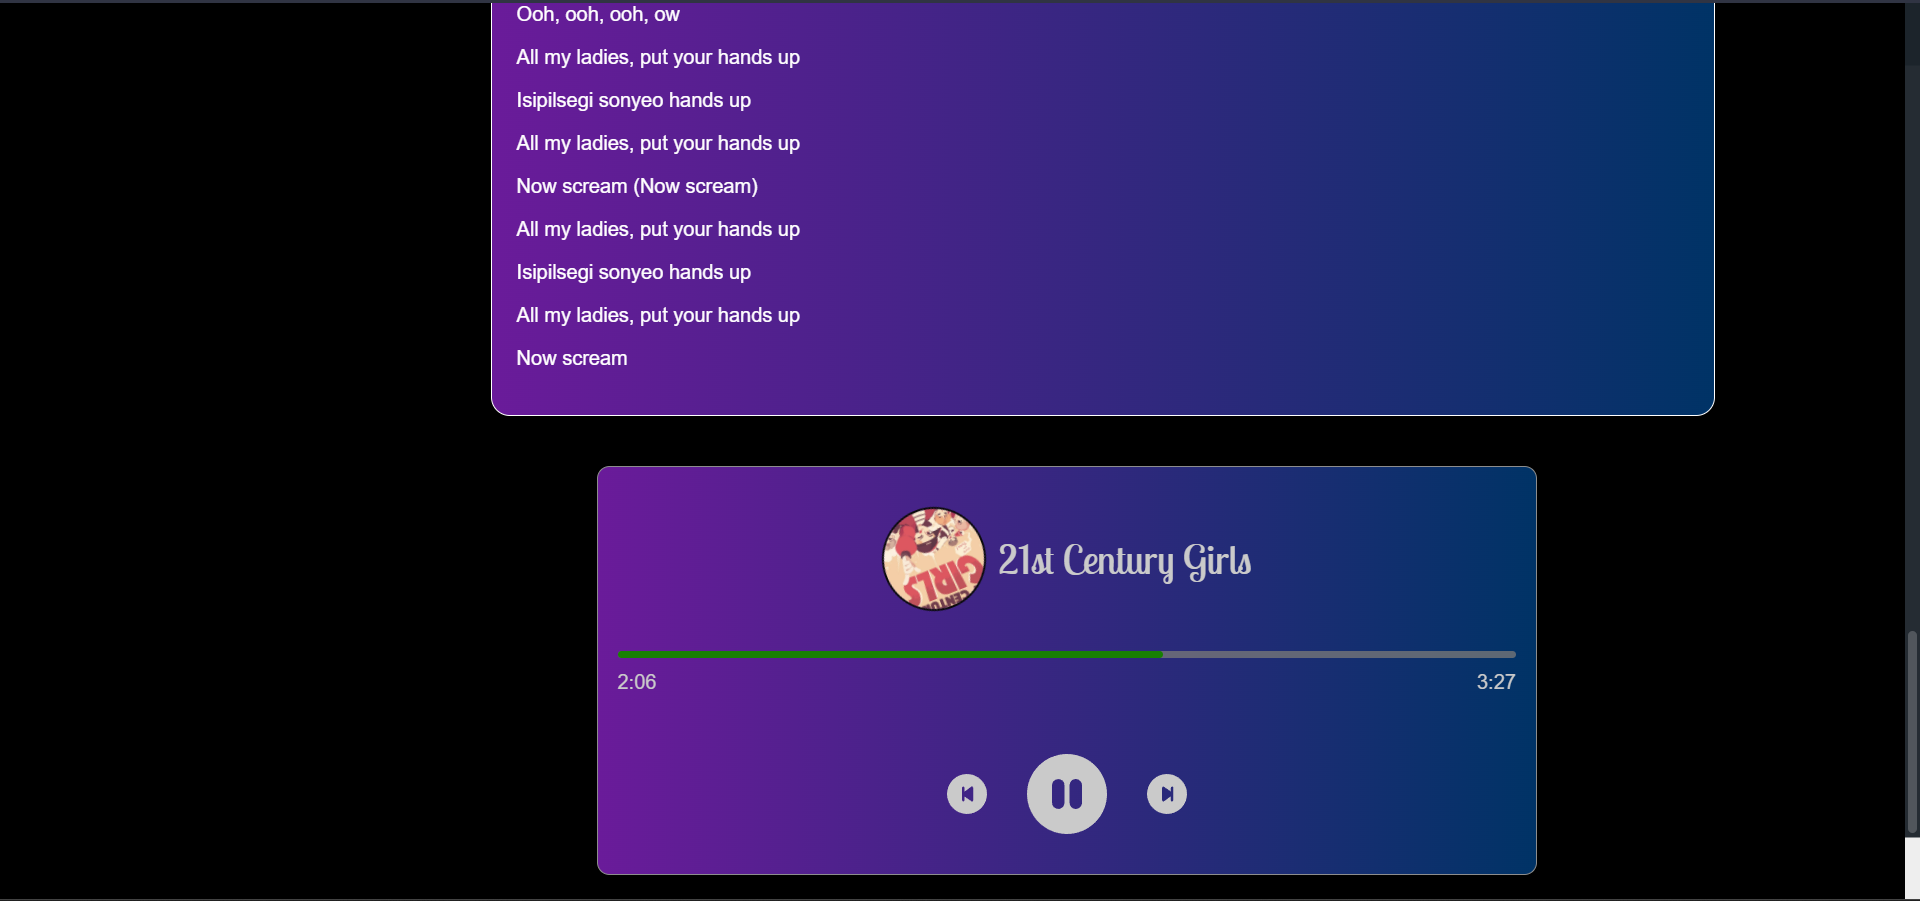 Ooh, ooh, ooh, ow
All my ladies, put your hands up
Isipilsegi sonyeo hands up
All my ladies, put your hands up
Now scream (Now scream)
All my ladies, put your hands up
Isipilsegi sonyeo hands up
All my ladies, put your hands up
Now scream
GIRLS
21st Century Girls
2:06
3:27